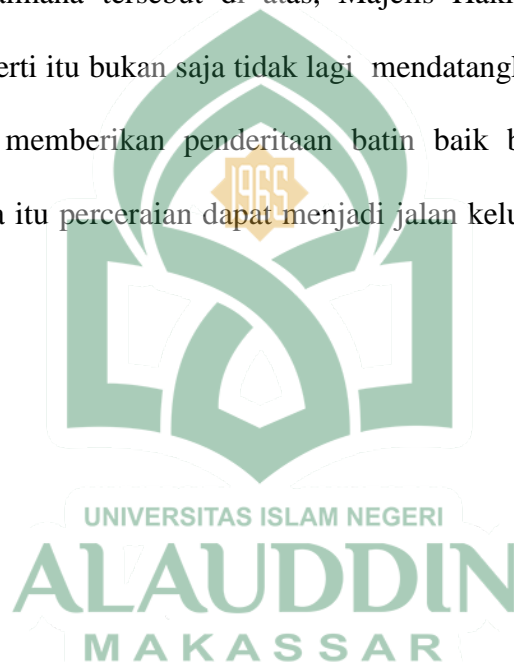 tersebut di atas, Majelis
itu bukan saja tidak lagi
memberikan penderitaan batin baik
1965
itu perceraian dapat menjadi jalan
UNIVERSITAS ISLAM NEGERI
ALAUDDIN
MAKASSAR